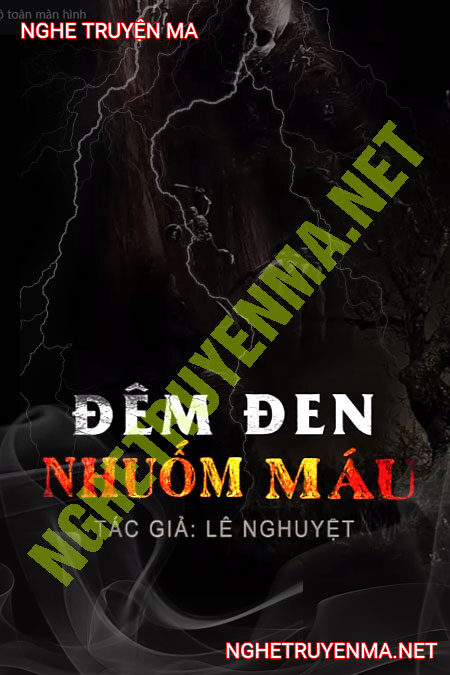 ộ toàn màn hình
NGHE TRUYỆN MA
NGHETRUYENMA.NET
ĐÊM ĐEN
NHUỐM MÁU
TÁC GIẢ: LÊ NGHUYỆT
NGHETRUYENMA.NET